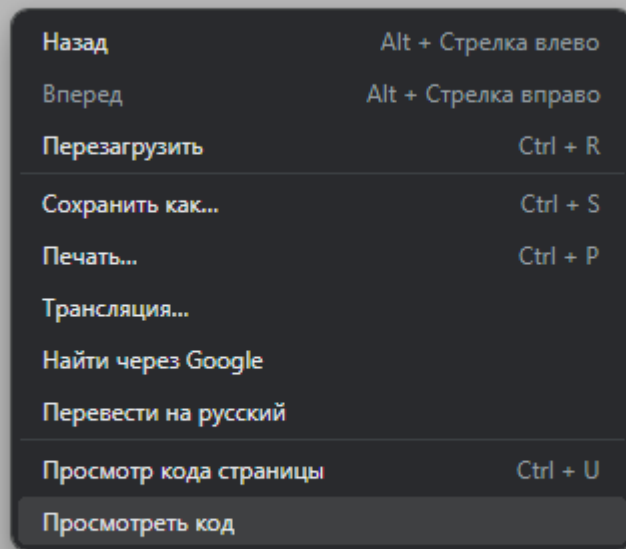 Назад Alt + Стрелка влево
Вперед Alt + Стрелка вправо
Перезагрузить Ctrl + R
Сохранить как... Ctrl + S
Печать... Ctrl + P
Трансляция...
Найти через Google
Перевести на русский
Просмотр кода страницы Ctrl + U
Просмотреть код